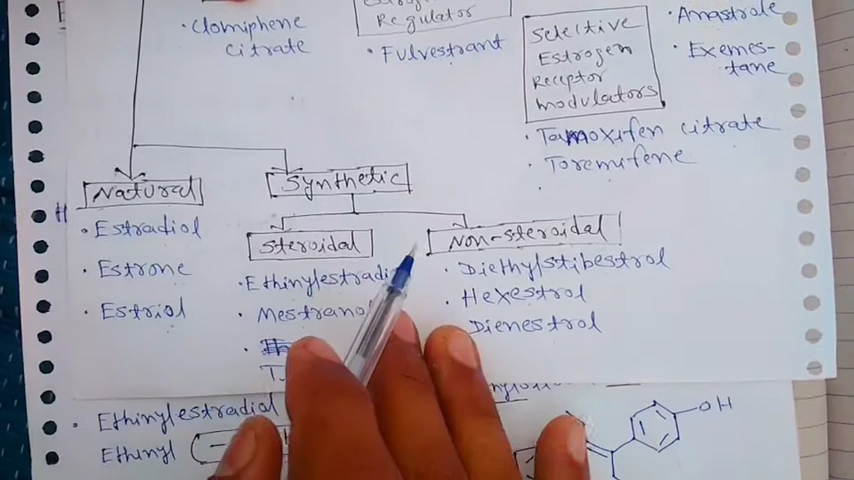 Clomiphene
citrate
Regulator
Fulvestrant
Selective
Estrogen
Receptor
modulators
Tamoxifen citrate
Toremifene
Anastrole
Exemes-
tane
Natural
Estradiol
Estrone
Estriol
Synthetic
Steroidal
Ethinylestradio
Mestrano
T
Non-steroidal
Diethylstibestrol
Hexestrol
Dienestrol
Ethinylestradiol
Ethinyl
OH